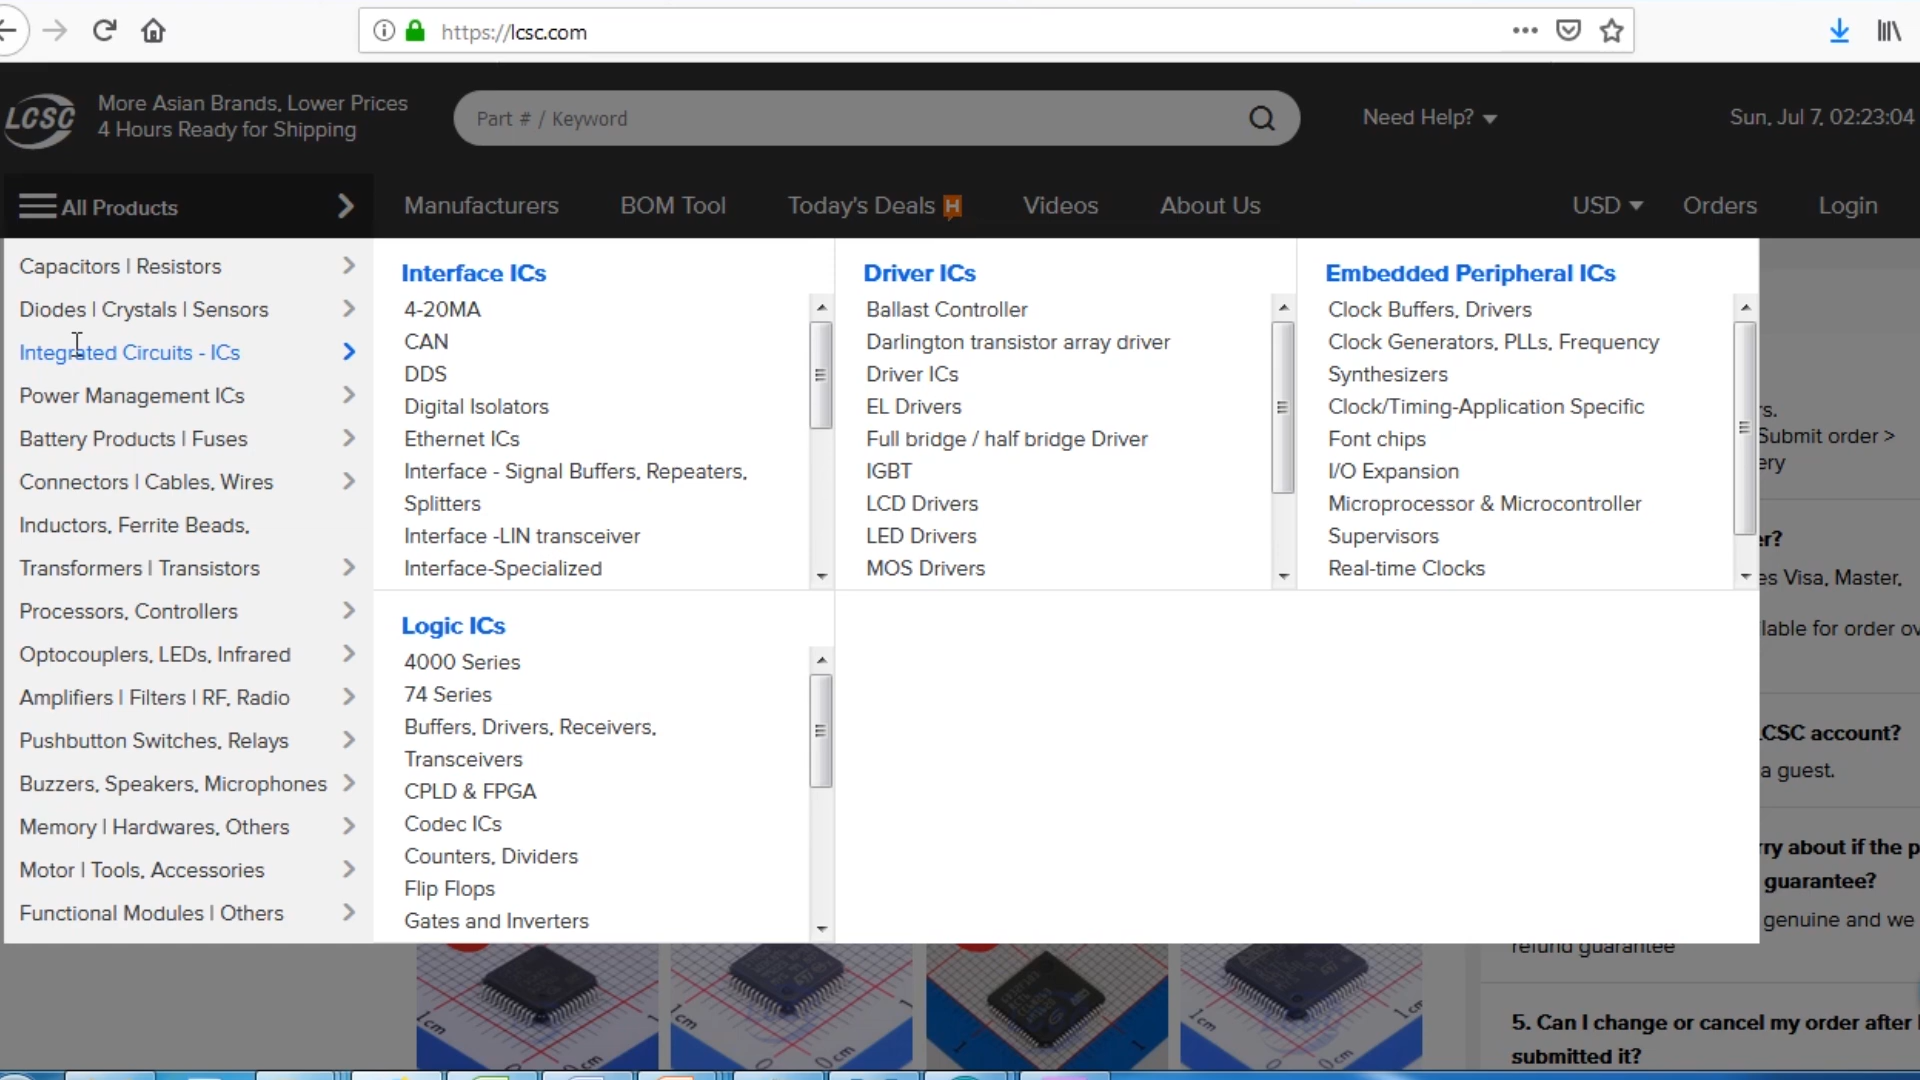 https://lcsc.com
LCSC
More Asian Brands, Lower Prices
4 Hours Ready for Shipping
Part # / Keyword
Need Help?
Sun, Jul 7, 02:23:04
All Products
Manufacturers
BOM Tool
Today's Deals H
Videos
About Us
USD
Orders
Login
Capacitors | Resistors
Diodes | Crystals | Sensors
Integrated Circuits - ICs
Power Management ICs
Battery Products | Fuses
Connectors | Cables, Wires
Inductors, Ferrite Beads,
Transformers | Transistors
Processors, Controllers
Optocouplers, LEDs, Infrared
Amplifiers | Filters | RF, Radio
Pushbutton Switches, Relays
Buzzers, Speakers, Microphones
Memory | Hardwares, Others
Motor | Tools, Accessories
Functional Modules | Others
Interface ICs
4-20MA
CAN
DDS
Digital Isolators
Ethernet ICs
Interface - Signal Buffers, Repeaters,
Splitters
Interface -LIN transceiver
Interface-Specialized
Driver ICs
Ballast Controller
Darlington transistor array driver
Driver ICs
EL Drivers
Full bridge / half bridge Driver
IGBT
LCD Drivers
LED Drivers
MOS Drivers
Embedded Peripheral ICs
Clock Buffers, Drivers
Clock Generators, PLLs, Frequency
Synthesizers
Clock/Timing-Application Specific
Font chips
I/O Expansion
Microprocessor & Microcontroller
Supervisors
Real-time Clocks
Logic ICs
4000 Series
74 Series
Buffers, Drivers, Receivers,
Transceivers
CPLD & FPGA
Codec ICs
Counters, Dividers
Flip Flops
Gates and Inverters
Submit order >
es Visa, Master,
lable for order ov
LCSC account?
a guest.
rry about if the p
guarantee?
genuine and we
refund guarantee
5. Can I change or cancel my order after
submitted it?
1cm
1cm
0cm
1cm
0cm